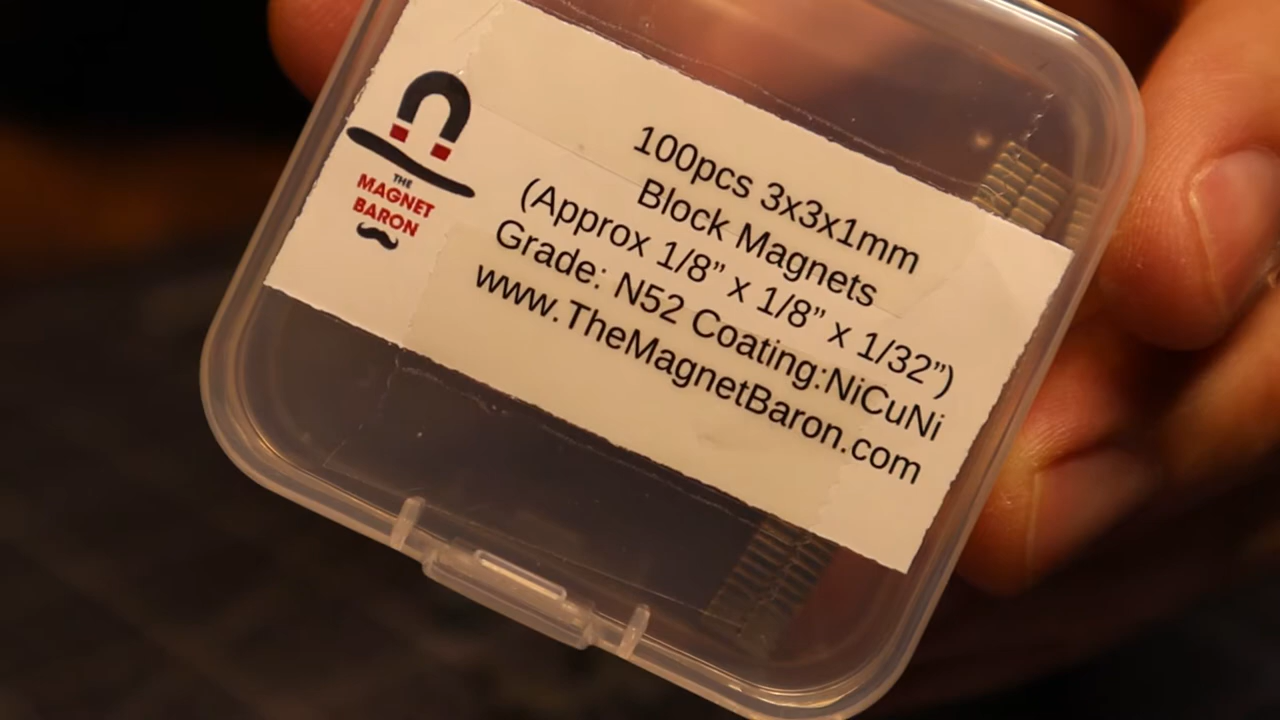 THE
MAGNET
BARON
100pcs 3x3x1mm
Block Magnets
(Approx 1/8” x 1/8” x 1/32”)
Grade: N52 Coating:NiCuNi
www.TheMagnetBaron.com